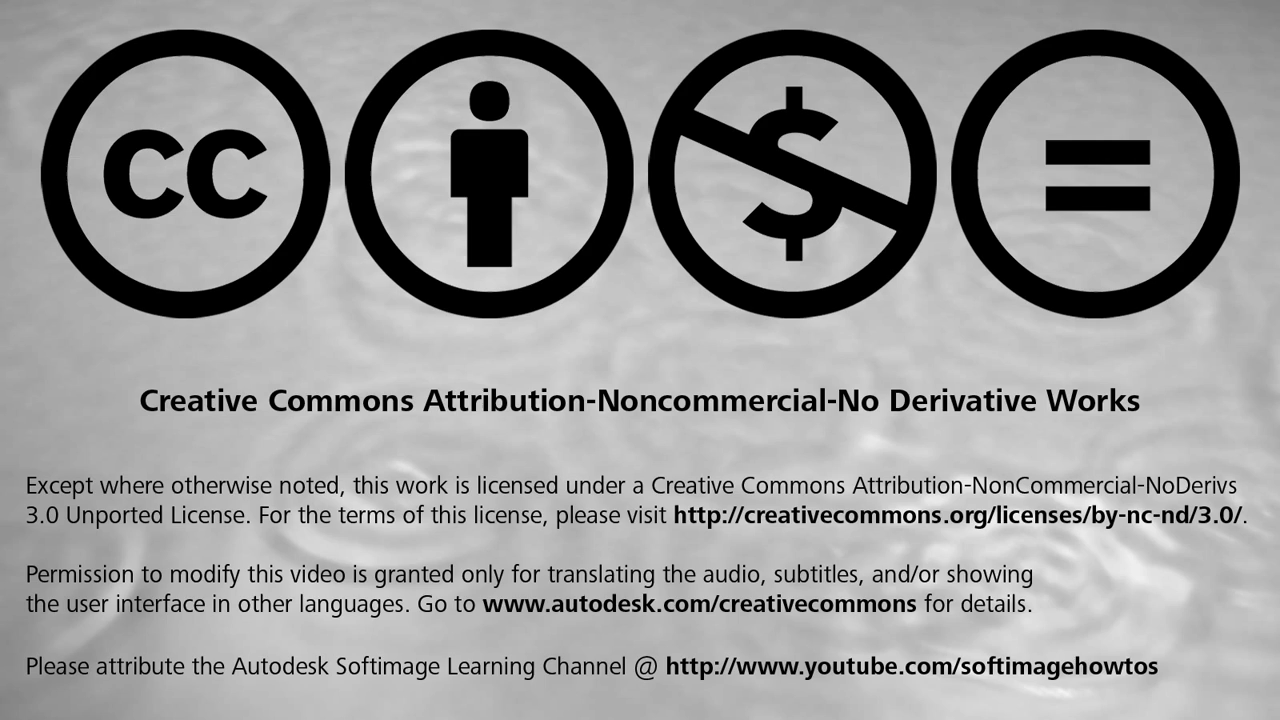 cc
$
=
Creative Commons Attribution-Noncommercial-No Derivative Works
Except where otherwise noted, this work is licensed under a Creative Commons Attribution-NonCommercial-NoDerivs
3.0 Unported License. For the terms of this license, please visit http://creativecommons.org/licenses/by-nc-nd/3.0/.
Permission to modify this video is granted only for translating the audio, subtitles, and/or showing
the user interface in other languages. Go to www.autodesk.com/creativecommons for details.
Please attribute the Autodesk Softimage Learning Channel @ http://www.youtube.com/softimagehowtos